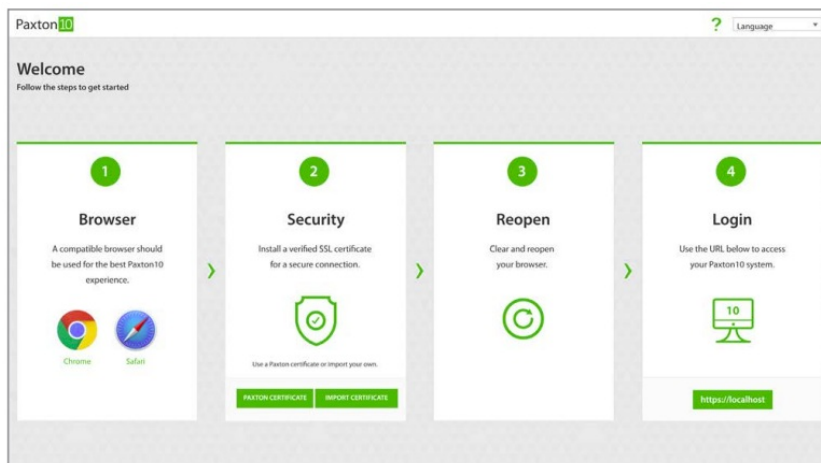 Paxton10
? Language
Welcome
Follow the steps to get started
1
Browser
A compatible browser should
be used for the best Paxton10
experience.
Chrome Safari
2
Security
Install a verified SSL certificate
for a secure connection.
Use a Paxton certificate or import your own.
PAXTON CERTIFICATE IMPORT CERTIFICATE
3
Reopen
Clear and reopen
your browser.
4
Login
Use the URL below to access
your Paxton10 system.
10
https://localhost